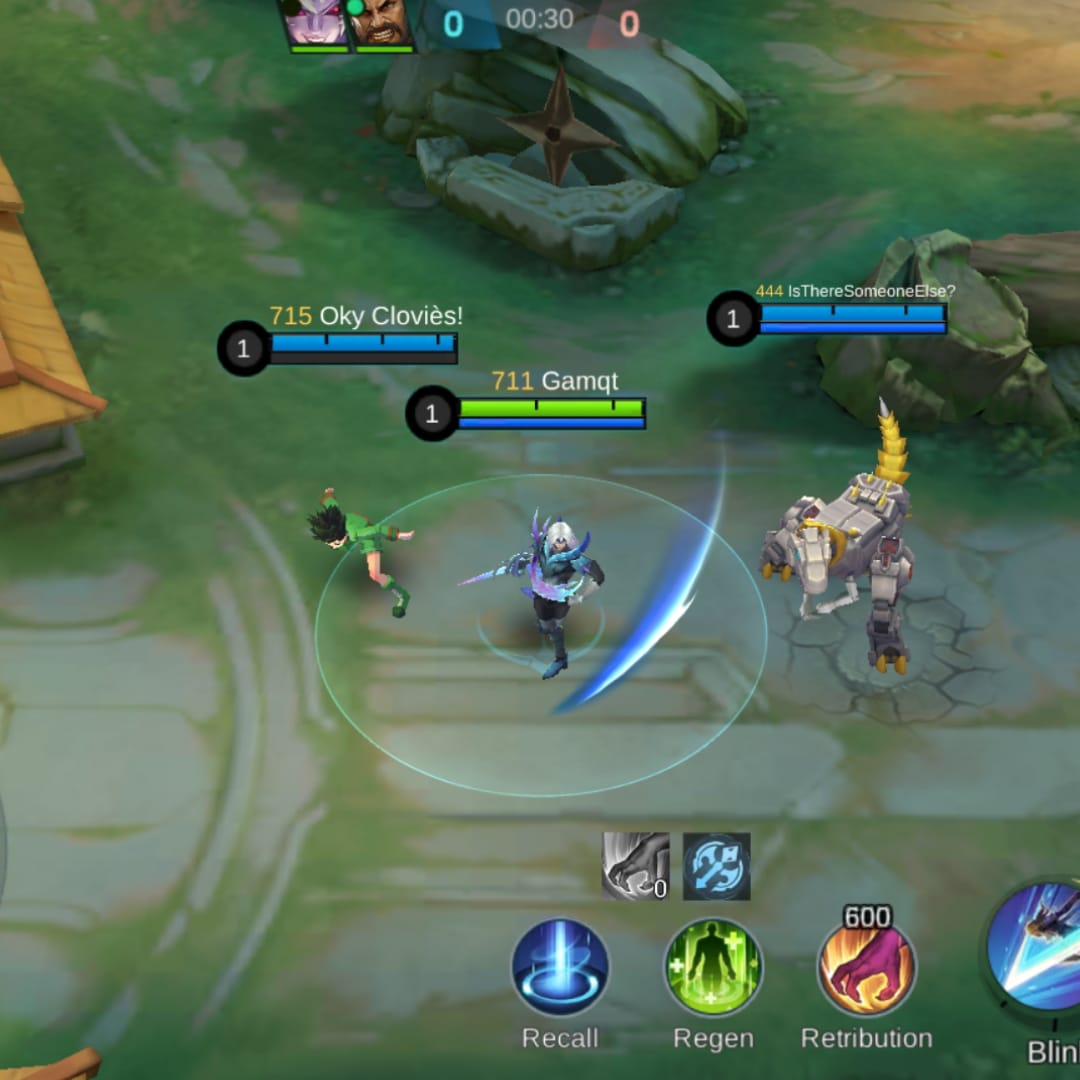 0 00:30 0
444 IsThereSomeoneElse?
1
715 Oky Cloviès!
1
711 Gamqt
1
0
600
Recall Regen Retribution